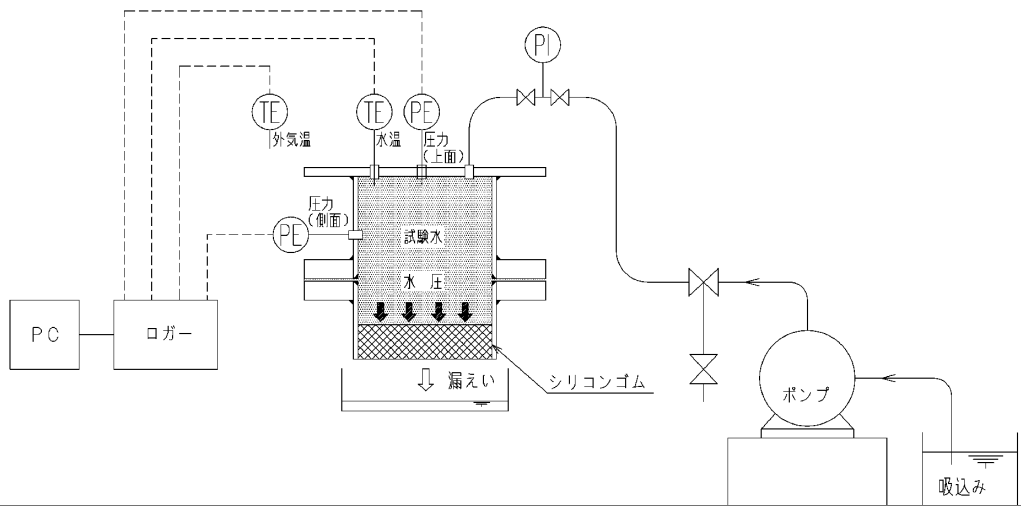 PI
TE
外気温
TE
水温
PE
圧力
(上面)
圧力
(側面)
PE
試験水
水 圧
PC
ロガー
漏えい
シリコンゴム
ポンプ
吸込み